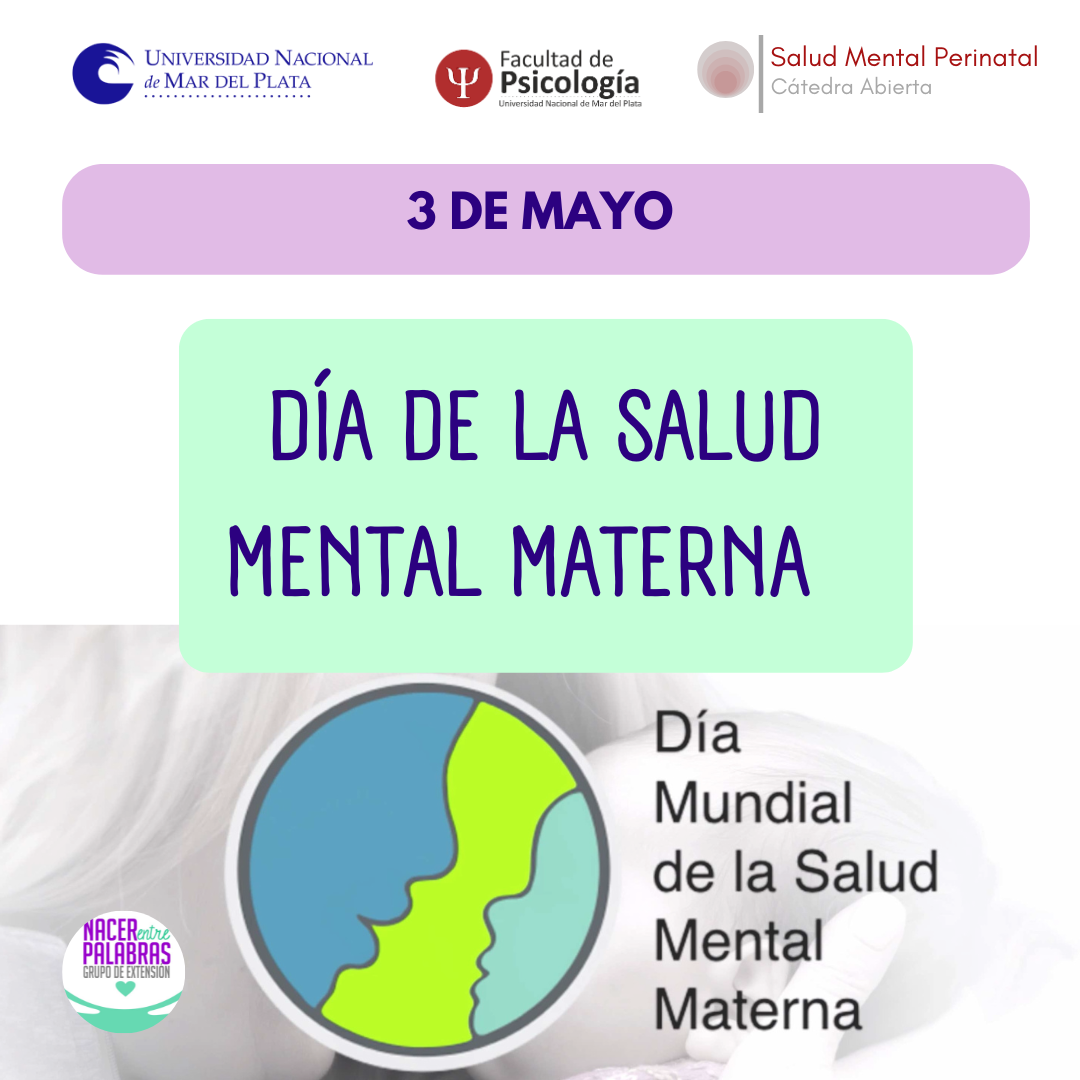 UNIVERSIDAD NACIONAL
de MAR DEL PLATA
Facultad de
Psicología
Universidad Nacional de Mar del Plata
Salud Mental Perinatal
Cátedra Abierta
3 DE MAYO
DÍA DE LA SALUD
MENTAL MATERNA
Día
Mundial
de la Salud
Mental
Materna
NACER entre
PALABRAS
GRUPO DE EXTENSIÓN